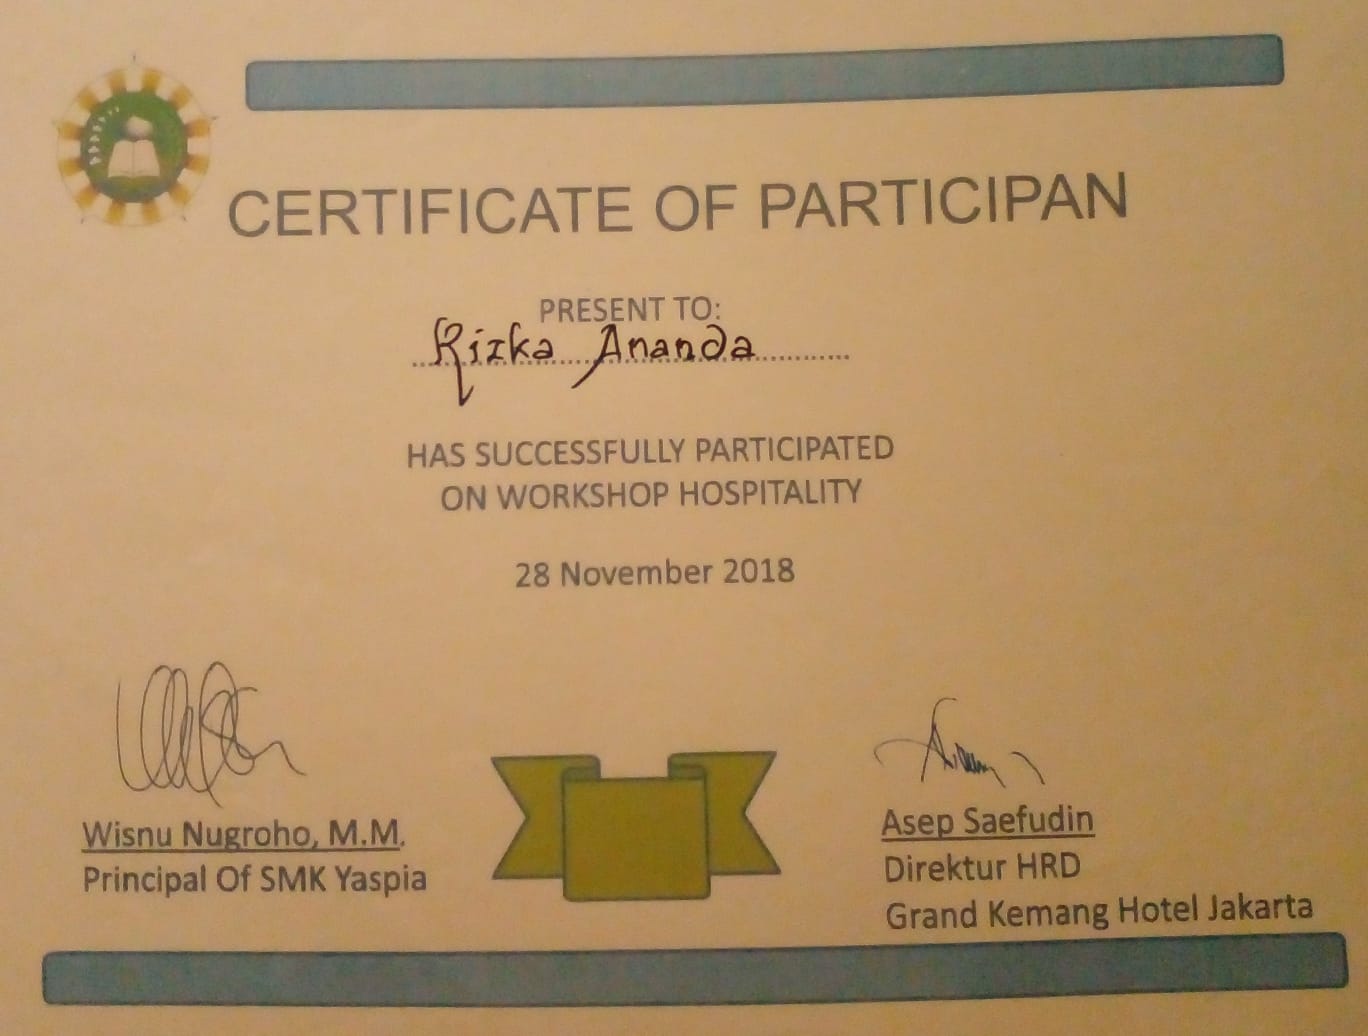 CERTIFICATE OF PARTICIPAN
PRESENT TO:
Rizka Ananda
HAS SUCCESSFULLY PARTICIPATED
ON WORKSHOP HOSPITALITY
28 November 2018
Wisnu Nugroho, M.M.
Principal Of SMK Yaspia
Asep Saefudin
Direktur HRD
Grand Kemang Hotel Jakarta